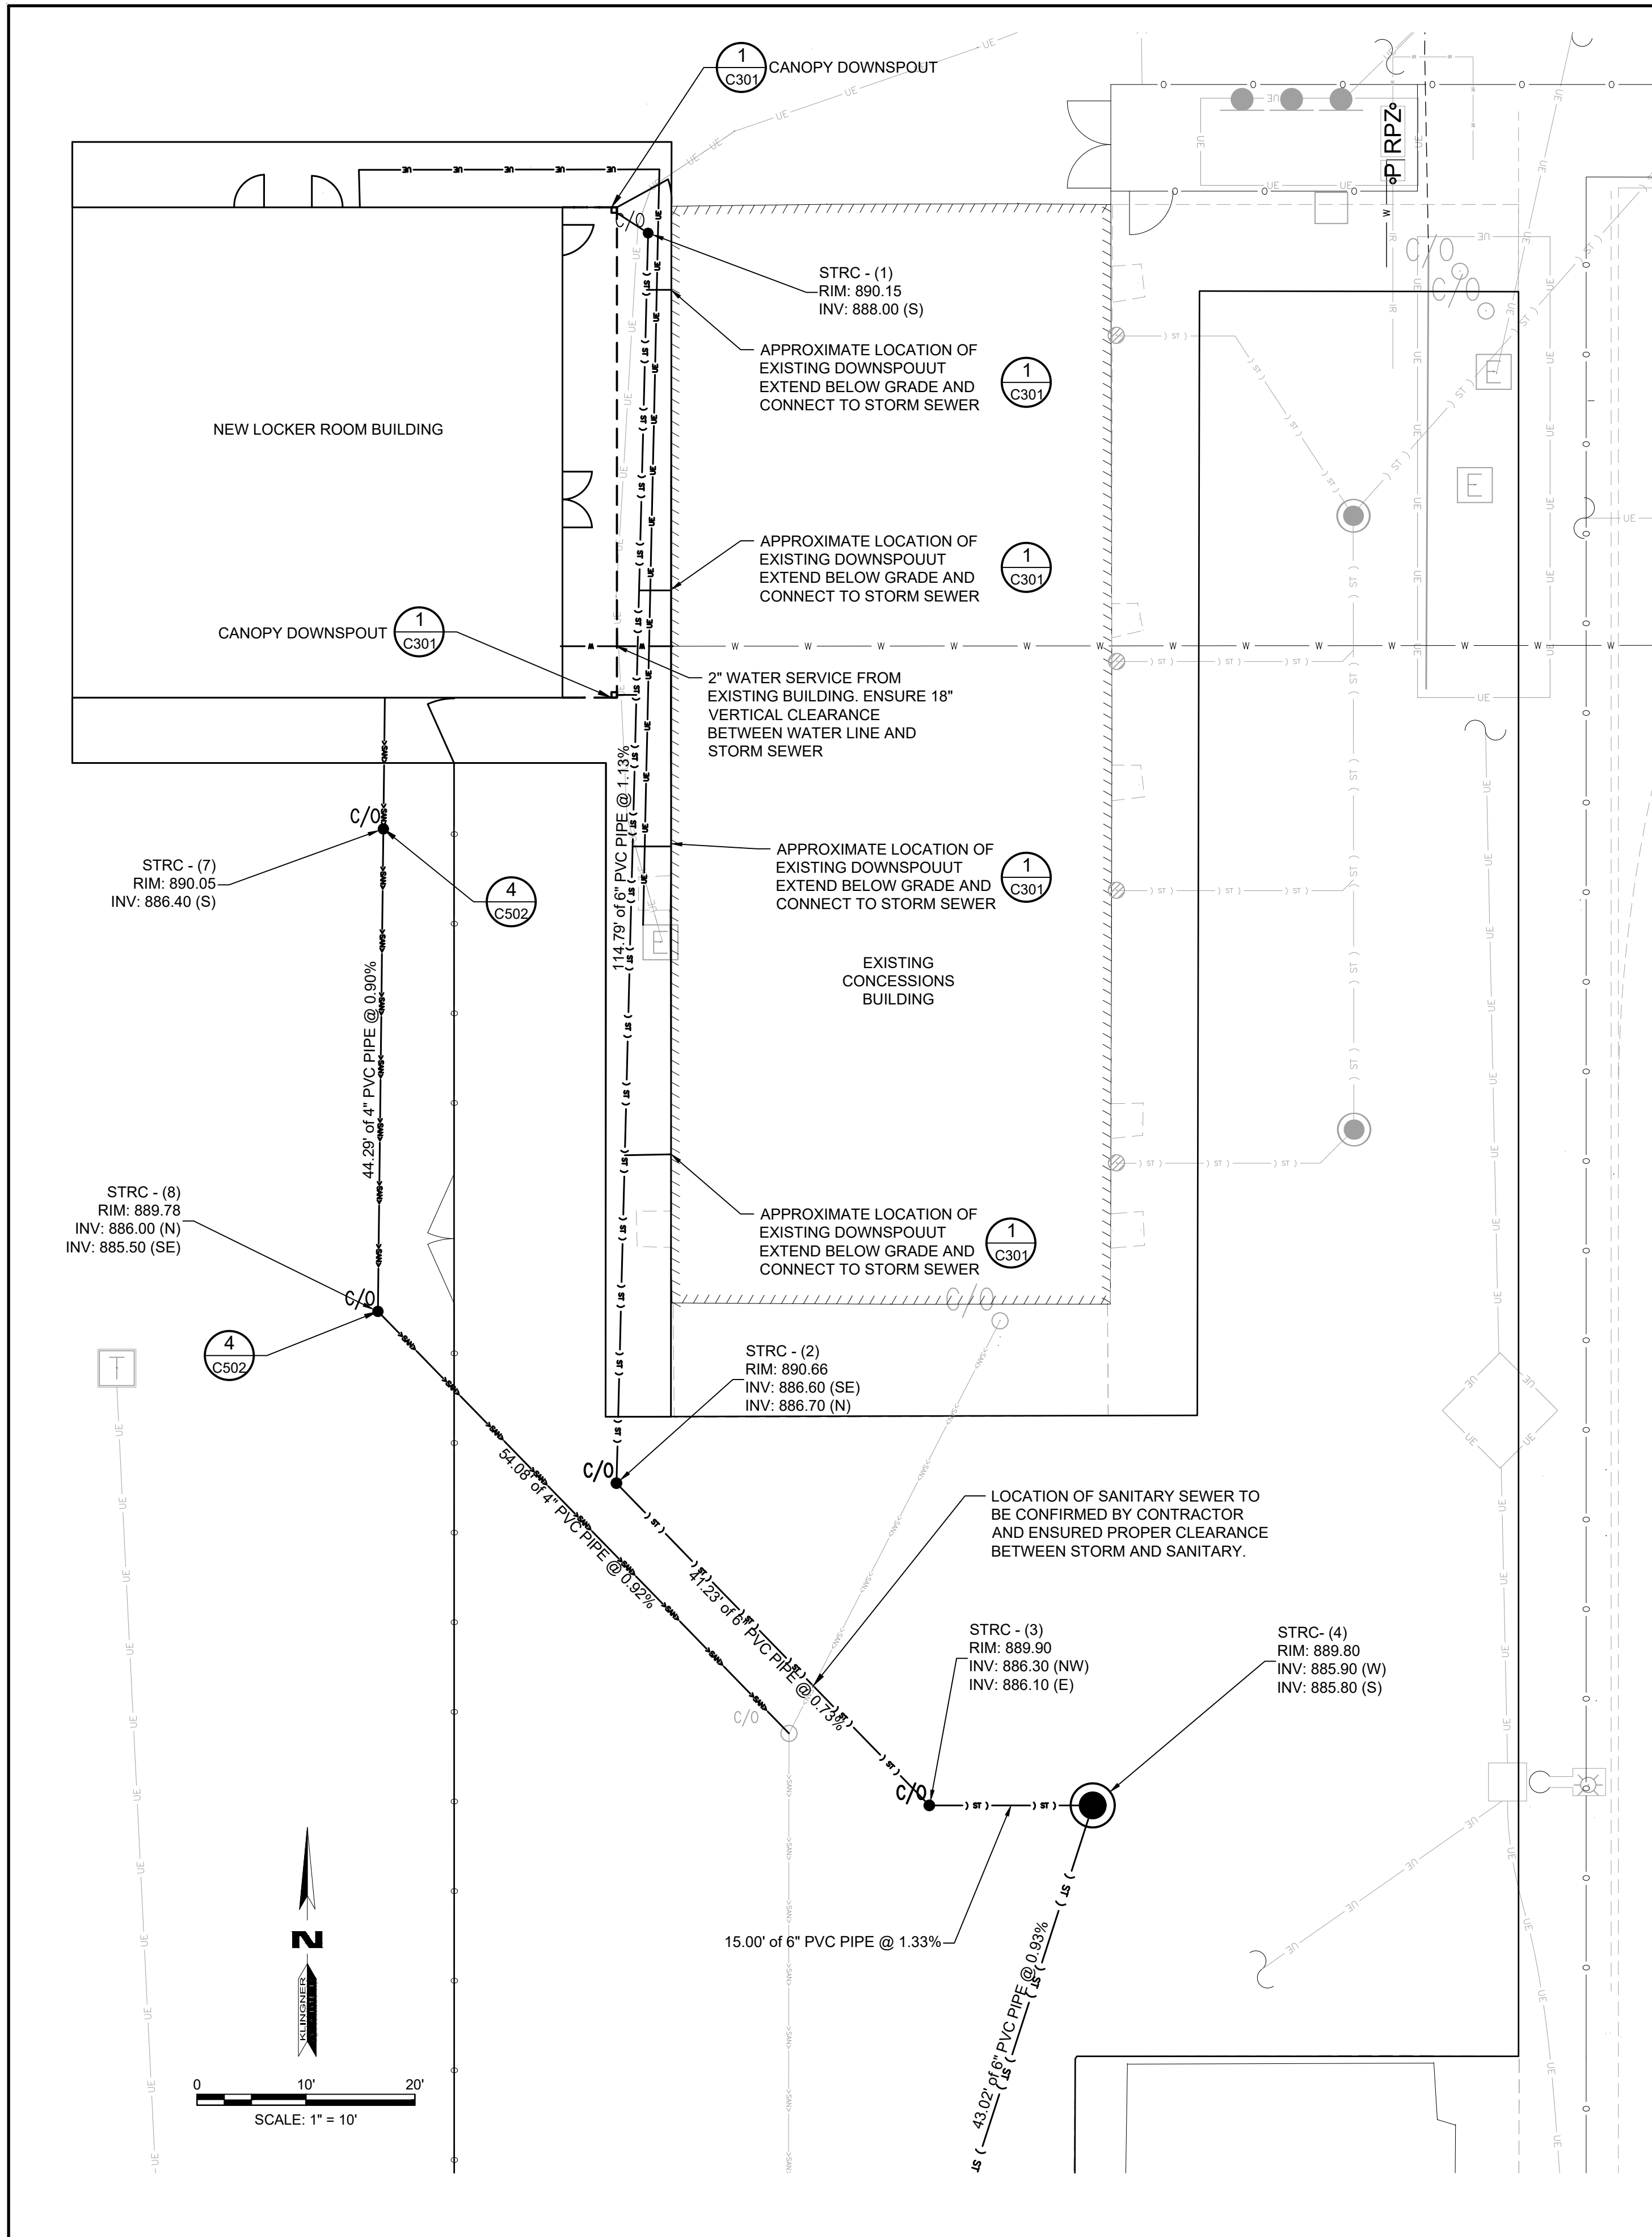 1
C301
CANOPY DOWNSPOUT
P RPZ
C/O
STRC - (1)
RIM: 890.15
INV: 888.00 (S)
C/O
C/O
APPROXIMATE LOCATION OF
EXISTING DOWNSPOUUT
EXTEND BELOW GRADE AND
CONNECT TO STORM SEWER
1
C301
E
NEW LOCKER ROOM BUILDING
E
APPROXIMATE LOCATION OF
EXISTING DOWNSPOUUT
EXTEND BELOW GRADE AND
CONNECT TO STORM SEWER
1
C301
CANOPY DOWNSPOUT
1
C301
2" WATER SERVICE FROM
EXISTING BUILDING. ENSURE 18"
VERTICAL CLEARANCE
BETWEEN WATER LINE AND
STORM SEWER
114.79' of 6" PVC PIPE @ 1.13%
C/O
STRC - (7)
RIM: 890.05
INV: 886.40 (S)
4
C502
APPROXIMATE LOCATION OF
EXISTING DOWNSPOUUT
EXTEND BELOW GRADE AND
CONNECT TO STORM SEWER
1
C301
E
EXISTING
CONCESSIONS
BUILDING
44.29' of 4" PVC PIPE @ 0.90%
STRC - (8)
RIM: 889.78
INV: 886.00 (N)
INV: 885.50 (SE)
C/O
4
C502
APPROXIMATE LOCATION OF
EXISTING DOWNSPOUUT
EXTEND BELOW GRADE AND
CONNECT TO STORM SEWER
1
C301
C/O
T
STRC - (2)
RIM: 890.66
INV: 886.60 (SE)
INV: 886.70 (N)
C/O
54.08' of 4" PVC PIPE @ 0.92%
41.23' of 6" PVC PIPE @ 0.73%
LOCATION OF SANITARY SEWER TO
BE CONFIRMED BY CONTRACTOR
AND ENSURED PROPER CLEARANCE
BETWEEN STORM AND SANITARY.
C/O
STRC - (3)
RIM: 889.90
INV: 886.30 (NW)
INV: 886.10 (E)
STRC- (4)
RIM: 889.80
INV: 885.90 (W)
INV: 885.80 (S)
C/O
15.00' of 6" PVC PIPE @ 1.33%
43.02' of 6" PVC PIPE @ 0.93%
N
KLINGNER
0 10' 20'
SCALE: 1" = 10'